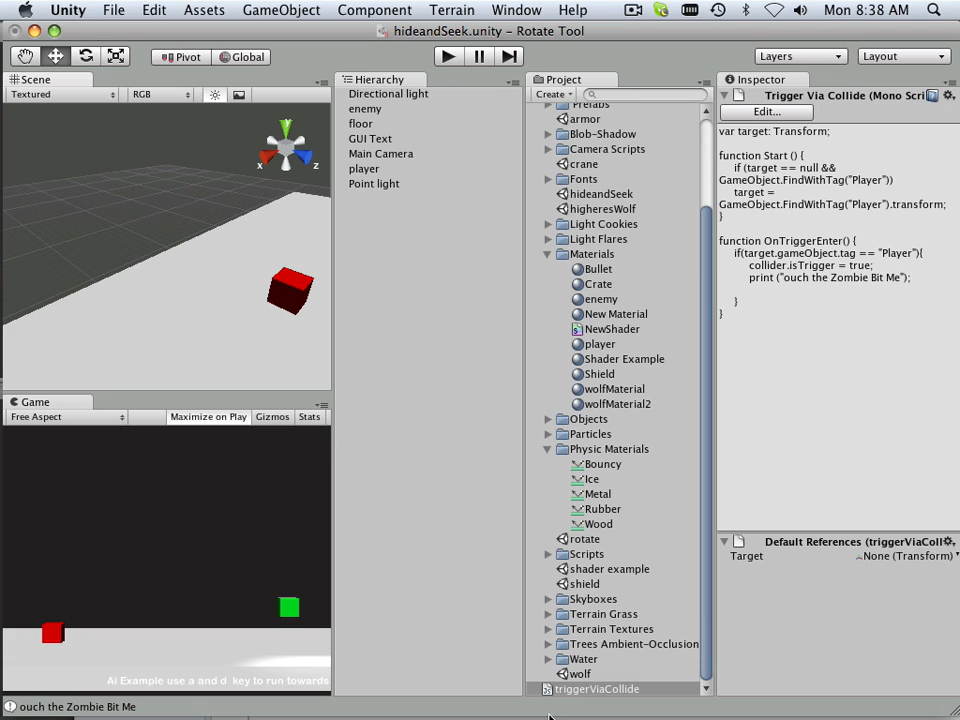 Unity File Edit Assets GameObject Component Terrain Window Help Mon 8:38 AM
hideandSeek.unity - Rotate Tool
Pivot Global Layers Layout
Scene
Textured RGB
Hierarchy
Directional light
enemy
floor
GUI Text
Main Camera
player
Point light
Game
Free Aspect Maximize on Play Gizmos Stats
Ai Example use a and d key to run towards
Project
Create
Prefabs
armor
Blob-Shadow
Camera Scripts
crane
Fonts
hideandSeek
higheresWolf
Light Cookies
Light Flares
Materials
Bullet
Crate
enemy
New Material
NewShader
player
Shader Example
Shield
wolfMaterial
wolfMaterial2
Objects
Particles
Physic Materials
Bouncy
Ice
Metal
Rubber
Wood
rotate
Scripts
shader example
shield
Skyboxes
Terrain Grass
Terrain Textures
Trees Ambient-Occlusion
Water
wolf
triggerViaCollide
Inspector
Trigger Via Collide (Mono Scri
Edit...
var target: Transform;
function Start () {
if (target == null &&
GameObject.FindWithTag("Player"))
target =
GameObject.FindWithTag("Player").transform;
}
function OnTriggerEnter() {
if(target.gameObject.tag == "Player"){
collider.isTrigger = true;
print ("ouch the Zombie Bit Me");
}
}
Default References (triggerViaColl
Target None (Transform)
ouch the Zombie Bit Me